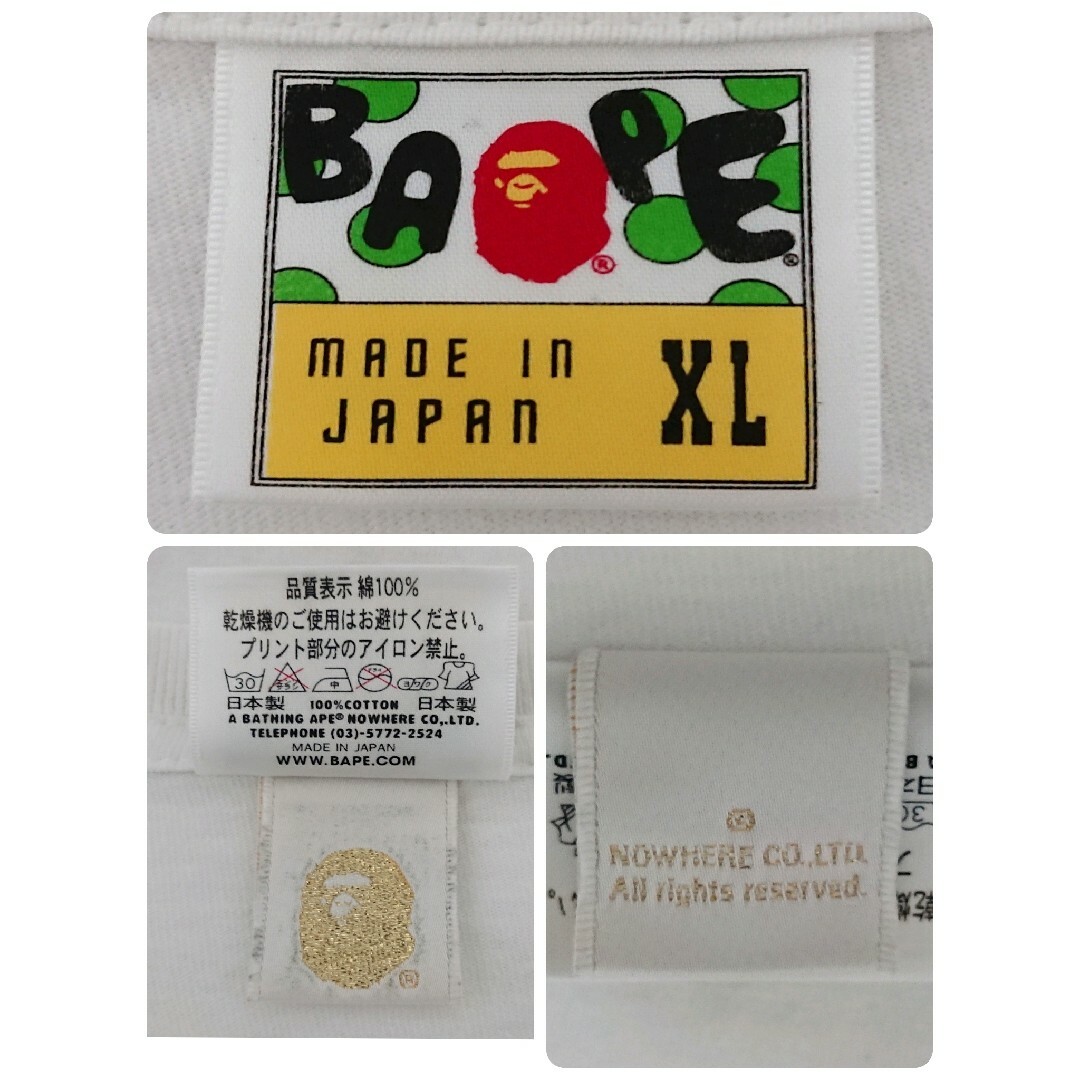 BAPE
®
®
MADE IN
JAPAN
XL
品質表示 綿100%
乾燥機のご使用はお避けください。
プリント部分のアイロン禁止。
30 中
日本製 100%COTTON 日本製
A BATHING APE® NOWHERE CO,.LTD.
TELEPHONE (03)-5772-2524
MADE IN JAPAN
WWW.BAPE.COM
®
NOWHERE CO.,LTD.
All rights reserved.